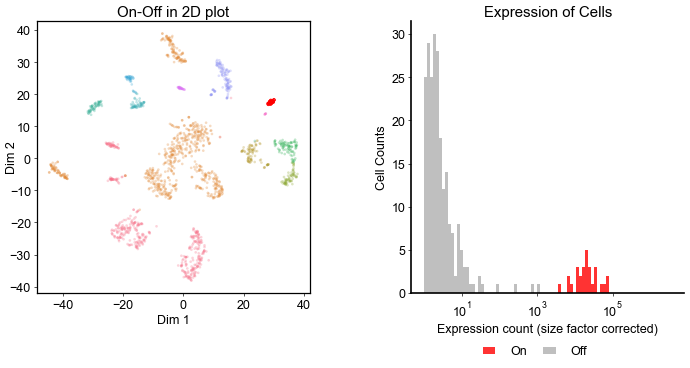 On-Off in 2D plot
Dim 2
40
30
20
10
0
−10
−20
−30
−40
−40 −20 0 20 40
Dim 1
Expression of Cells
Cell Counts
30
25
20
15
10
5
0
10^1 10^3 10^5
Expression count (size factor corrected)
On Off